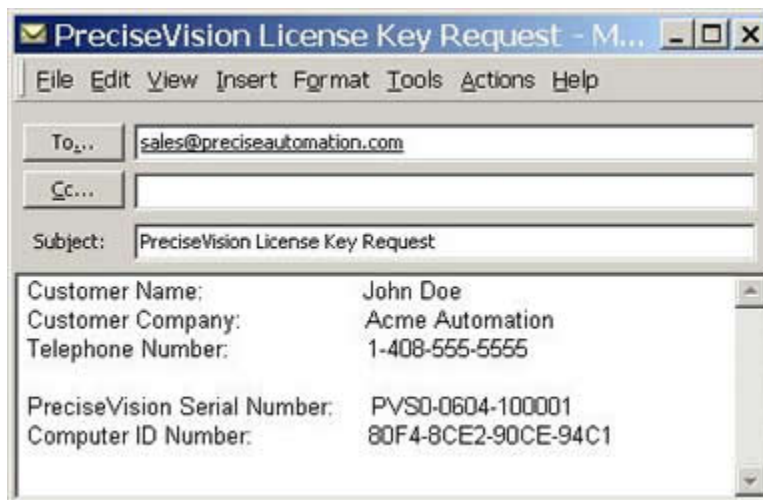 PreciseVision License Key Request - M...
File Edit View Insert Format Tools Actions Help
To... sales@preciseautomation.com
Cc...
Subject: PreciseVision License Key Request
Customer Name: John Doe
Customer Company: Acme Automation
Telephone Number: 1-408-555-5555
PreciseVision Serial Number: PVS0-0604-100001
Computer ID Number: 80F4-8CE2-90CE-94C1